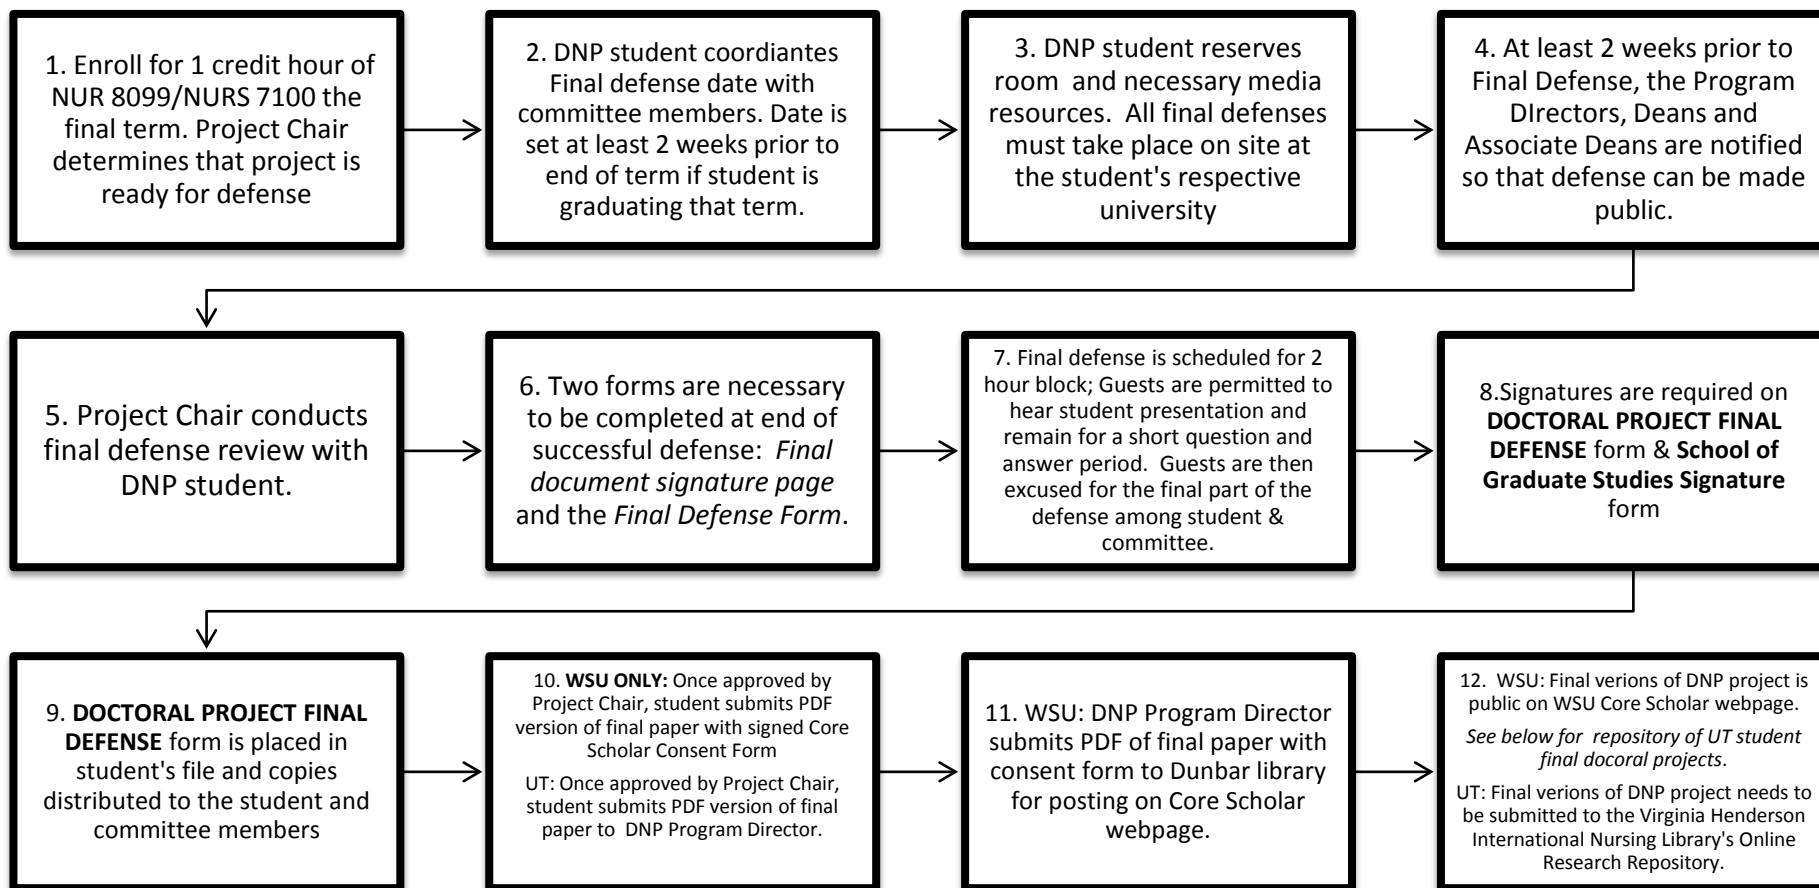 1. Enroll for 1 credit hour of
NUR 8099/NURS 7100 the
final term. Project Chair
determines that project is
ready for defense
2. DNP student coordiantes
Final defense date with
committee members. Date is
set at least 2 weeks prior to
end of term if student is
graduating that term.
3. DNP student reserves
room and necessary media
resources. All final defenses
must take place on site at
the student's respective
university
4. At least 2 weeks prior to
Final Defense, the Program
DIrectors, Deans and
Associate Deans are notified
so that defense can be made
public.
5. Project Chair conducts
final defense review with
DNP student.
6. Two forms are necessary
to be completed at end of
successful defense: Final
document signature page
and the Final Defense Form.
7. Final defense is scheduled for 2
hour block; Guests are permitted to
hear student presentation and
remain for a short question and
answer period. Guests are then
excused for the final part of the
defense among student &
committee.
8.Signatures are required on
DOCTORAL PROJECT FINAL
DEFENSE form & School of
Graduate Studies Signature
form
9. DOCTORAL PROJECT FINAL
DEFENSE form is placed in
student's file and copies
distributed to the student and
committee members
10. WSU ONLY: Once approved by
Project Chair, student submits PDF
version of final paper with signed Core
Scholar Consent Form
UT: Once approved by Project Chair,
student submits PDF version of final
paper to DNP Program Director.
11. WSU: DNP Program Director
submits PDF of final paper with
consent form to Dunbar library
for posting on Core Scholar
webpage.
12. WSU: Final verions of DNP project is
public on WSU Core Scholar webpage.
See below for repository of UT student
final docoral projects.
UT: Final verions of DNP project needs to
be submitted to the Virginia Henderson
International Nursing Library's Online
Research Repository.